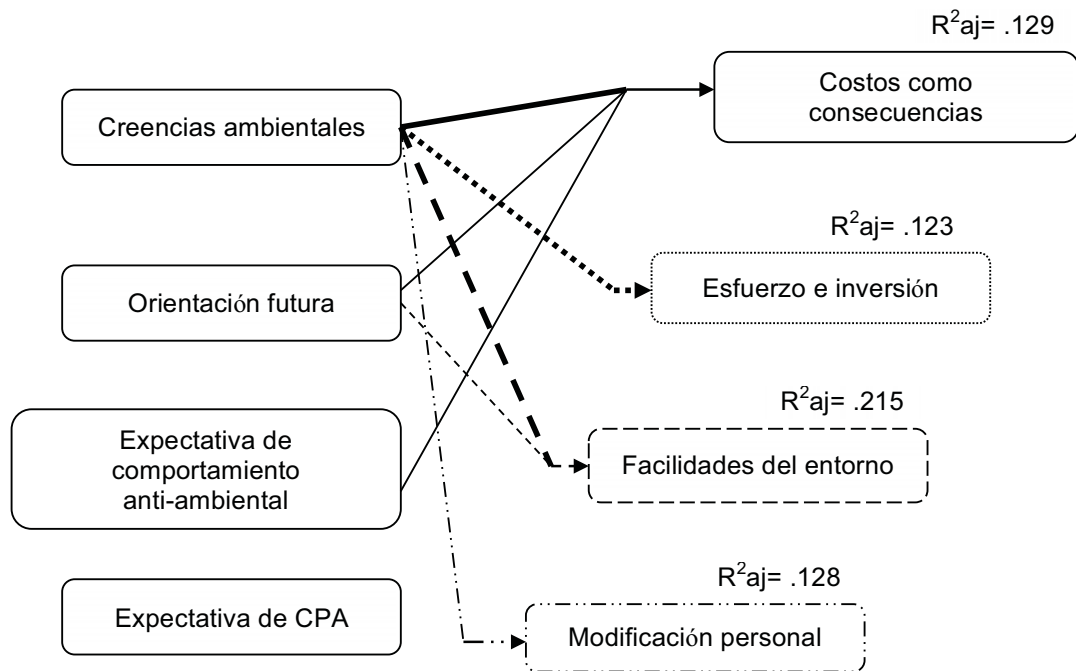 R²aj= .129
Costos como
consecuencias
Creencias ambientales
R²aj= .123
Esfuerzo e inversión
Orientación futura
R²aj= .215
Facilidades del entorno
Expectativa de
comportamiento
anti-ambiental
R²aj= .128
Modificación personal
Expectativa de CPA